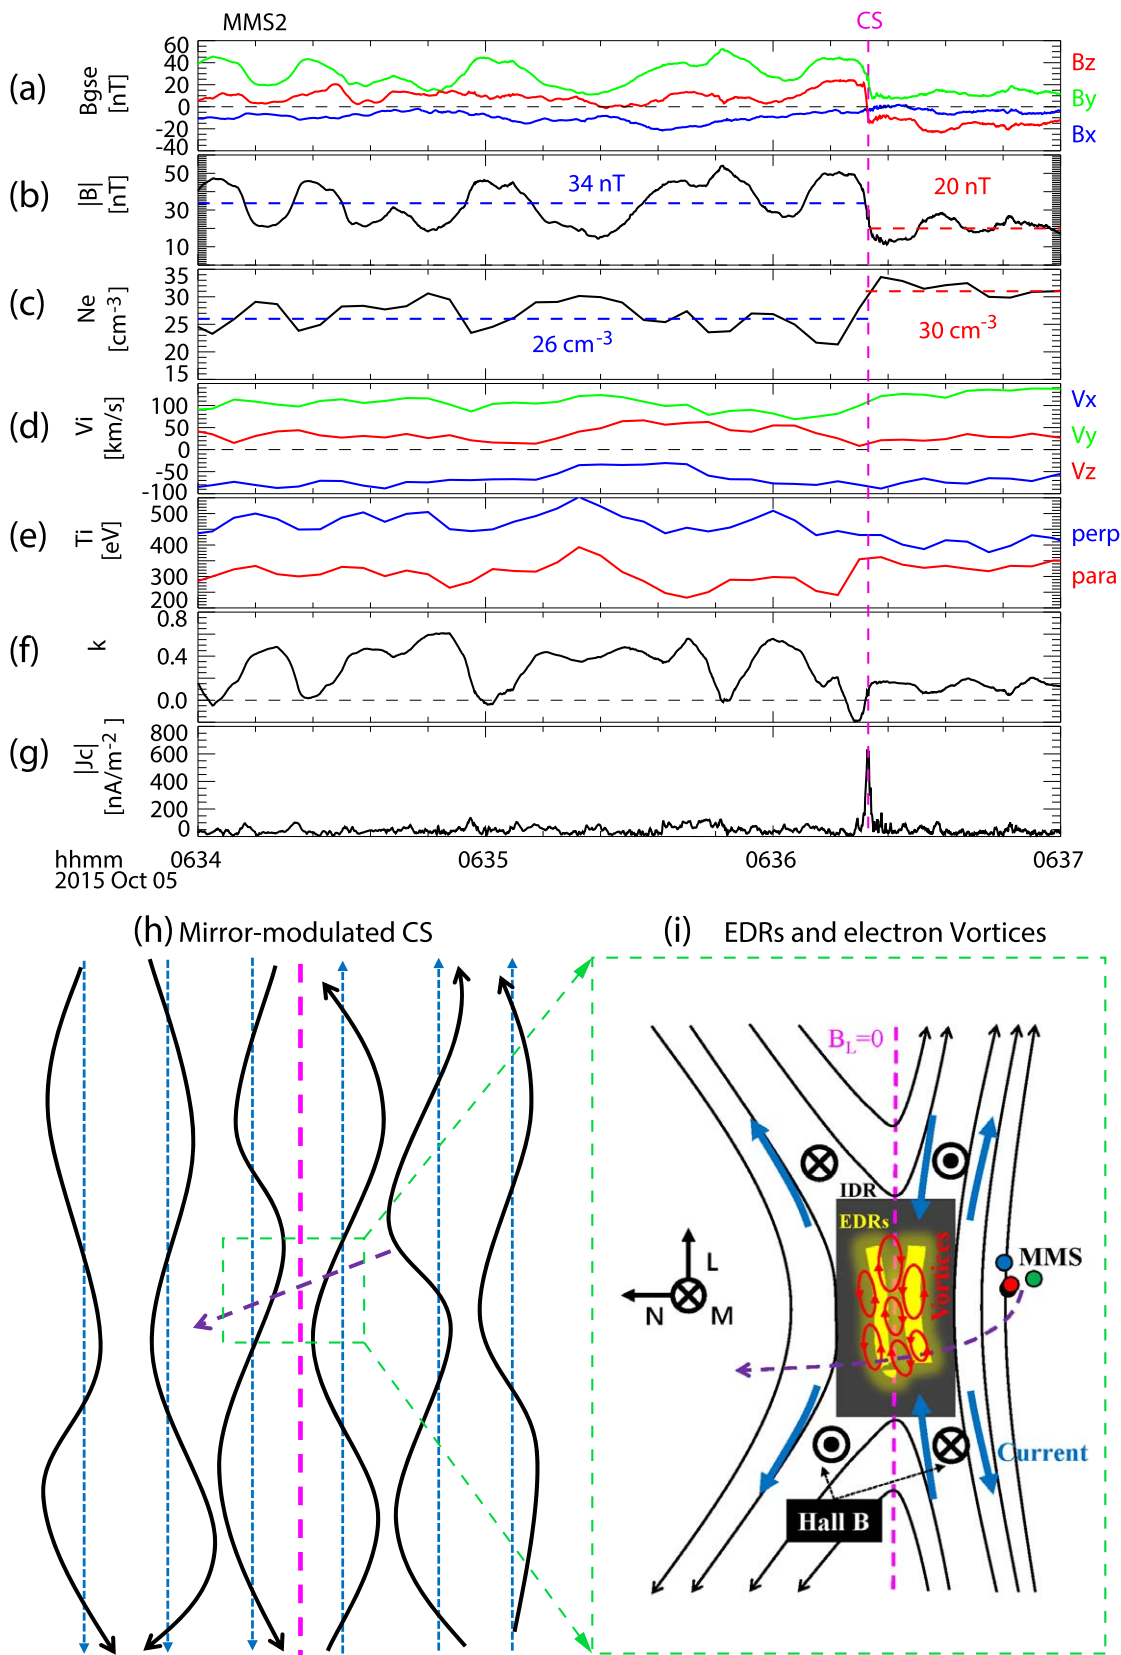 MMS2
CS
(a)
Bgse
[nT]
60
40
20
0
-20
-40
Bz
By
Bx
(b)
|B|
[nT]
50
30
10
34 nT
20 nT
(c)
Ne
[cm-3]
35
30
25
20
15
26 cm-3
30 cm-3
(d)
Vi
[km/s]
100
50
0
-50
-100
Vx
Vy
Vz
(e)
Ti
[eV]
500
400
300
200
perp
para
(f)
k
0.8
0.4
0.0
(g)
|Jc|
[nA/m-2 ]
800
600
400
200
0
hhmm
0634
0635
0636
0637
2015 Oct 05
(h) Mirror-modulated CS
(i) EDRs and electron Vortices
BL=0
IDR
EDRs
Vortices
MMS
L
N
M
Current
Hall B